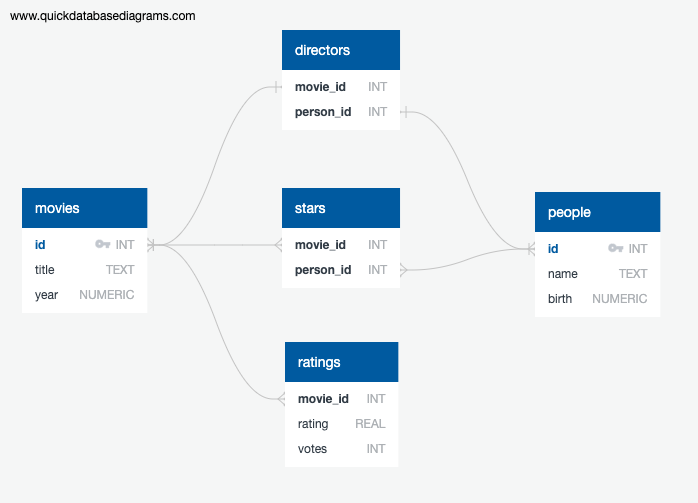 www.quickdatabasediagrams.com
directors
movie_id INT
person_id INT
movies
id INT
title TEXT
year NUMERIC
stars
movie_id INT
person_id INT
people
id INT
name TEXT
birth NUMERIC
ratings
movie_id INT
rating REAL
votes INT